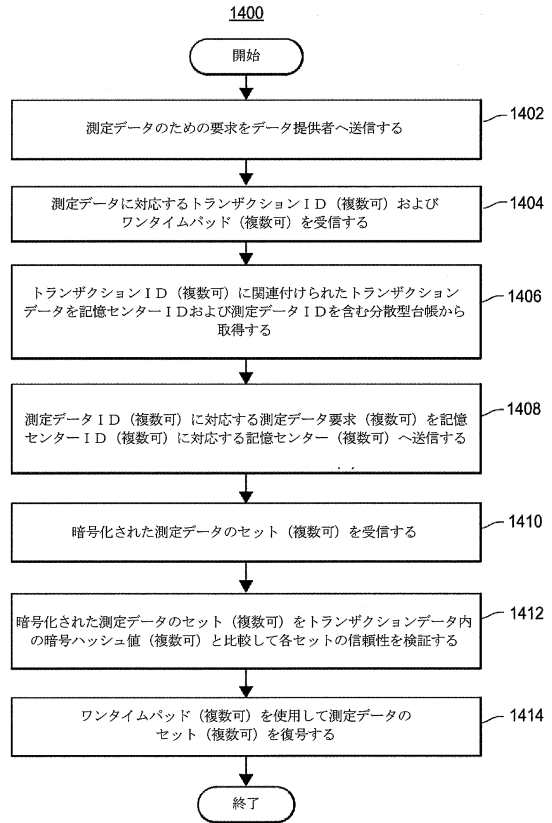 1400
開始
測定データのための要求をデータ提供者へ送信する
1402
測定データに対応するトランザクションＩＤ（複数可）および
ワンタイムパッド（複数可）を受信する
1404
トランザクションＩＤ（複数可）に関連付けられたトランザクション
データを記憶センターＩＤおよび測定データＩＤを含む分散型台帳から
取得する
1406
測定データＩＤ（複数可）に対応する測定データ要求（複数可）を記憶
センターＩＤ（複数可）に対応する記憶センター（複数可）へ送信する
1408
暗号化された測定データのセット（複数可）を受信する
1410
暗号化された測定データのセット（複数可）をトランザクションデータ内
の暗号ハッシュ値（複数可）と比較して各セットの信頼性を検証する
1412
ワンタイムパッド（複数可）を使用して測定データの
セット（複数可）を復号する
1414
終了